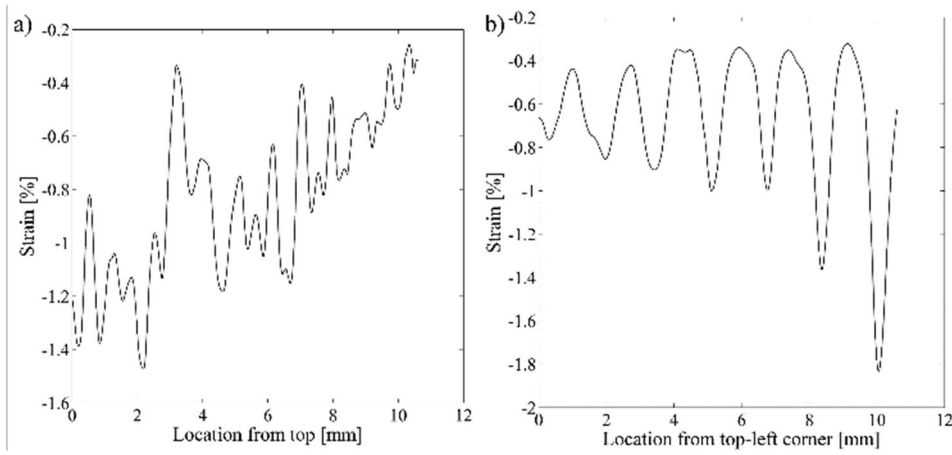 a)
-0.2
-0.4
-0.6
-0.8
-1
-1.2
-1.4
-1.6
Strain [%]
0 2 4 6 8 10 12
Location from top [mm]
b)
-0.2
-0.4
-0.6
-0.8
-1
-1.2
-1.4
-1.6
-1.8
-2
Strain [%]
0 2 4 6 8 10 12
Location from top-left corner [mm]